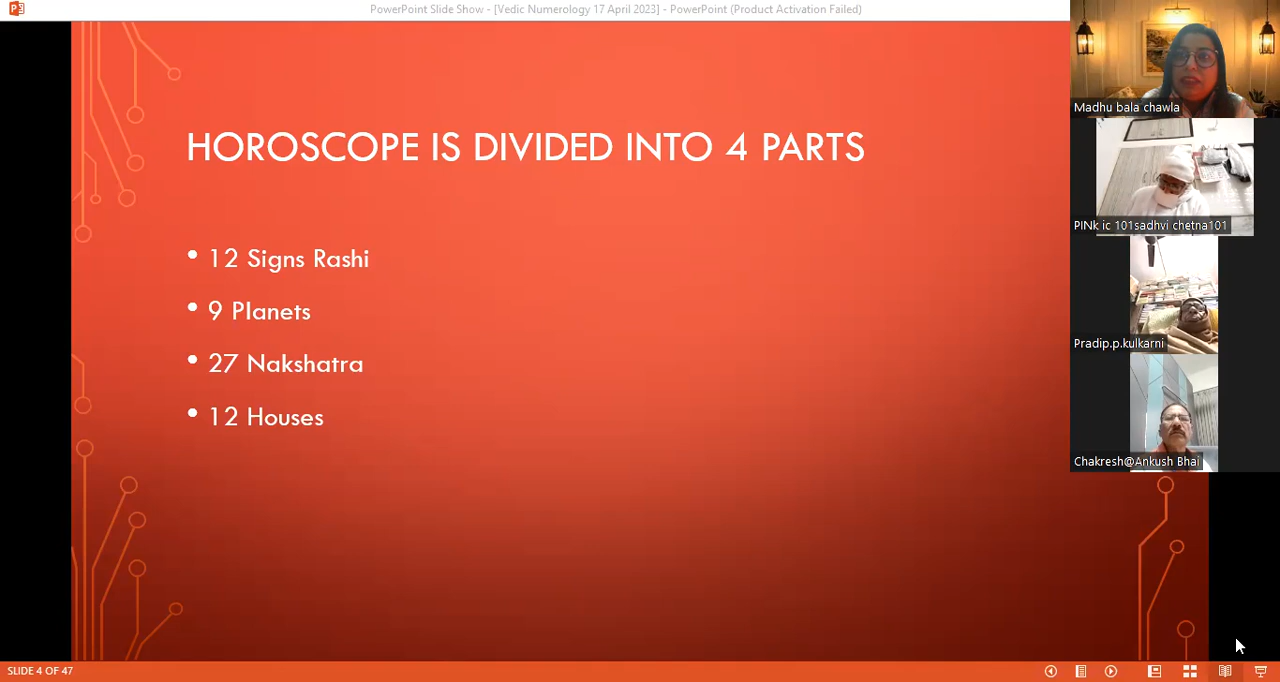 PowerPoint Slide Show - [Vedic Numerology 17 April 2023] - PowerPoint (Product Activation Failed)
HOROSCOPE IS DIVIDED INTO 4 PARTS
• 12 Signs Rashi
• 9 Planets
• 27 Nakshatra
• 12 Houses
Madhu bala chawla
PINk ic 101sadhvi chetna101
Pradip.p.kulkarni
Chakresh@Ankush Bhai
SLIDE 4 OF 47